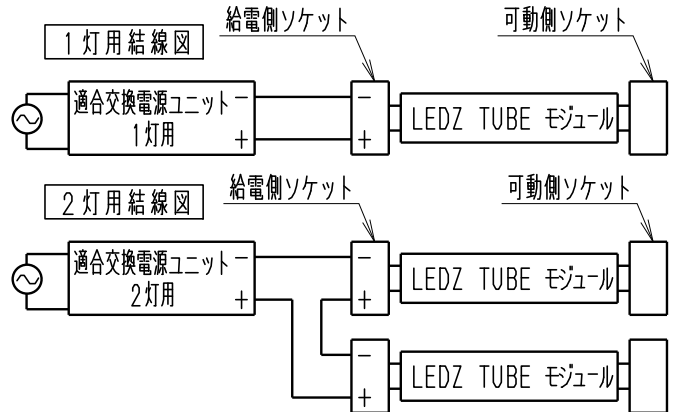 1灯用結線図
給電側ソケット
可動側ソケット
適合交換電源ユニット
1灯用
−
+
−
+
LEDZ TUBE モジュール
2灯用結線図
給電側ソケット
可動側ソケット
適合交換電源ユニット
2灯用
−
+
−
+
LEDZ TUBE モジュール
−
+
LEDZ TUBE モジュール